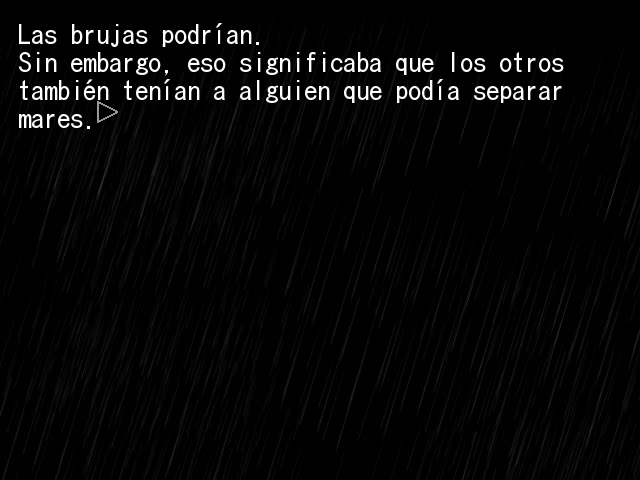 Las brujas podrían.
Sin embargo, eso significaba que los otros
también tenían a alguien que podía separar
mares.